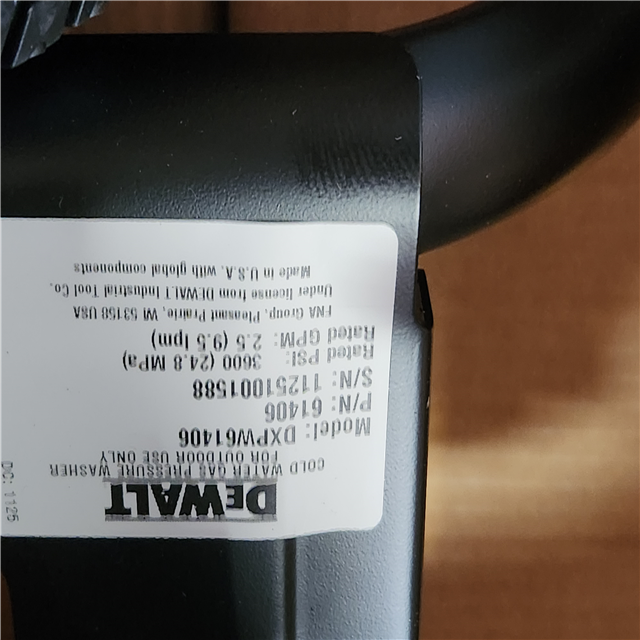 DEWALT
COLD WATER GAS PRESSURE WASHER
FOR OUTDOOR USE ONLY
Model: DXPW61406
P/N: 61406
S/N: 11251001588
Rated PSI: 3600 (24.8 MPa)
Rated GPM: 2.5 (9.5 lpm)
FNA Group, Pleasant Prairie, WI 53158 USA
Under license from DEWALT Industrial Tool Co.
Made in U.S.A. with global components
DC: 1125